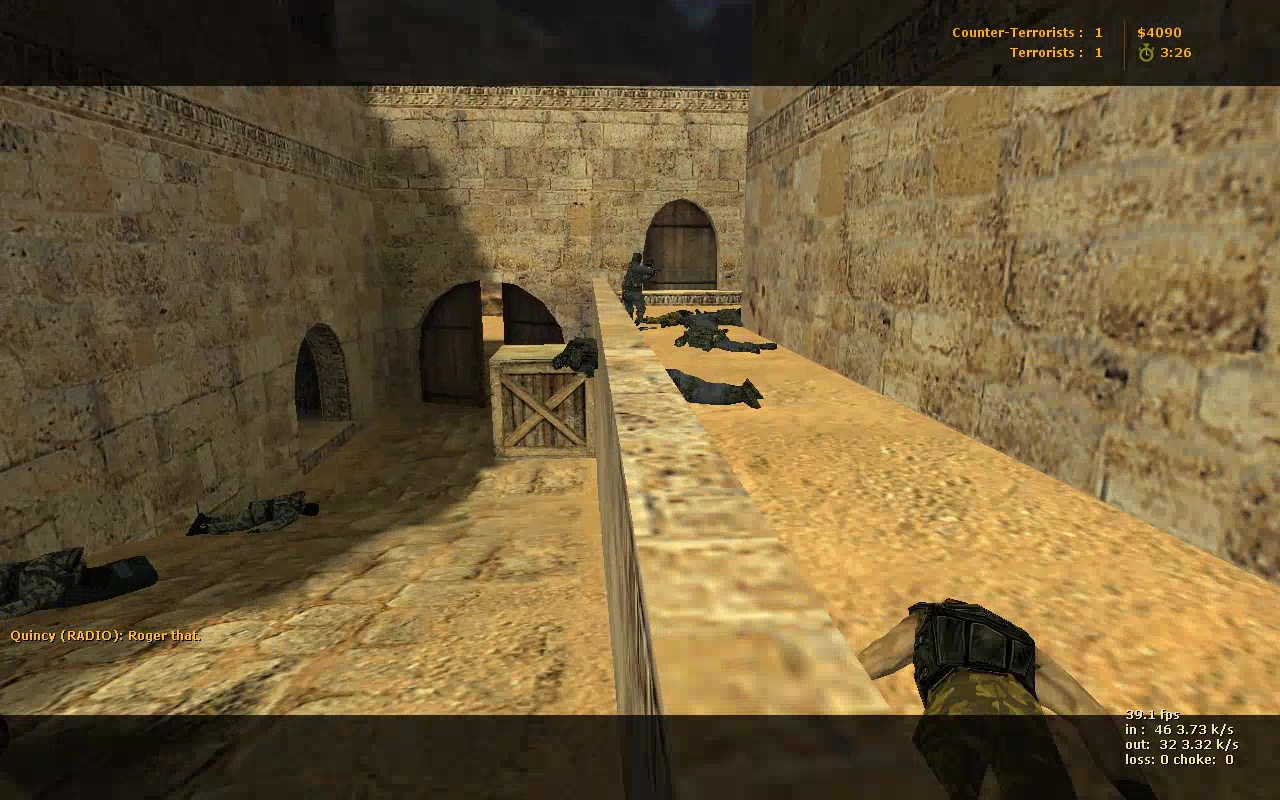 Counter-Terrorists : 1 $4090
Terrorists : 1 3:26
Quincy (RADIO): Roger that.
39.1 fps
in : 46 3.73 k/s
out: 32 3.32 k/s
loss: 0 choke: 0